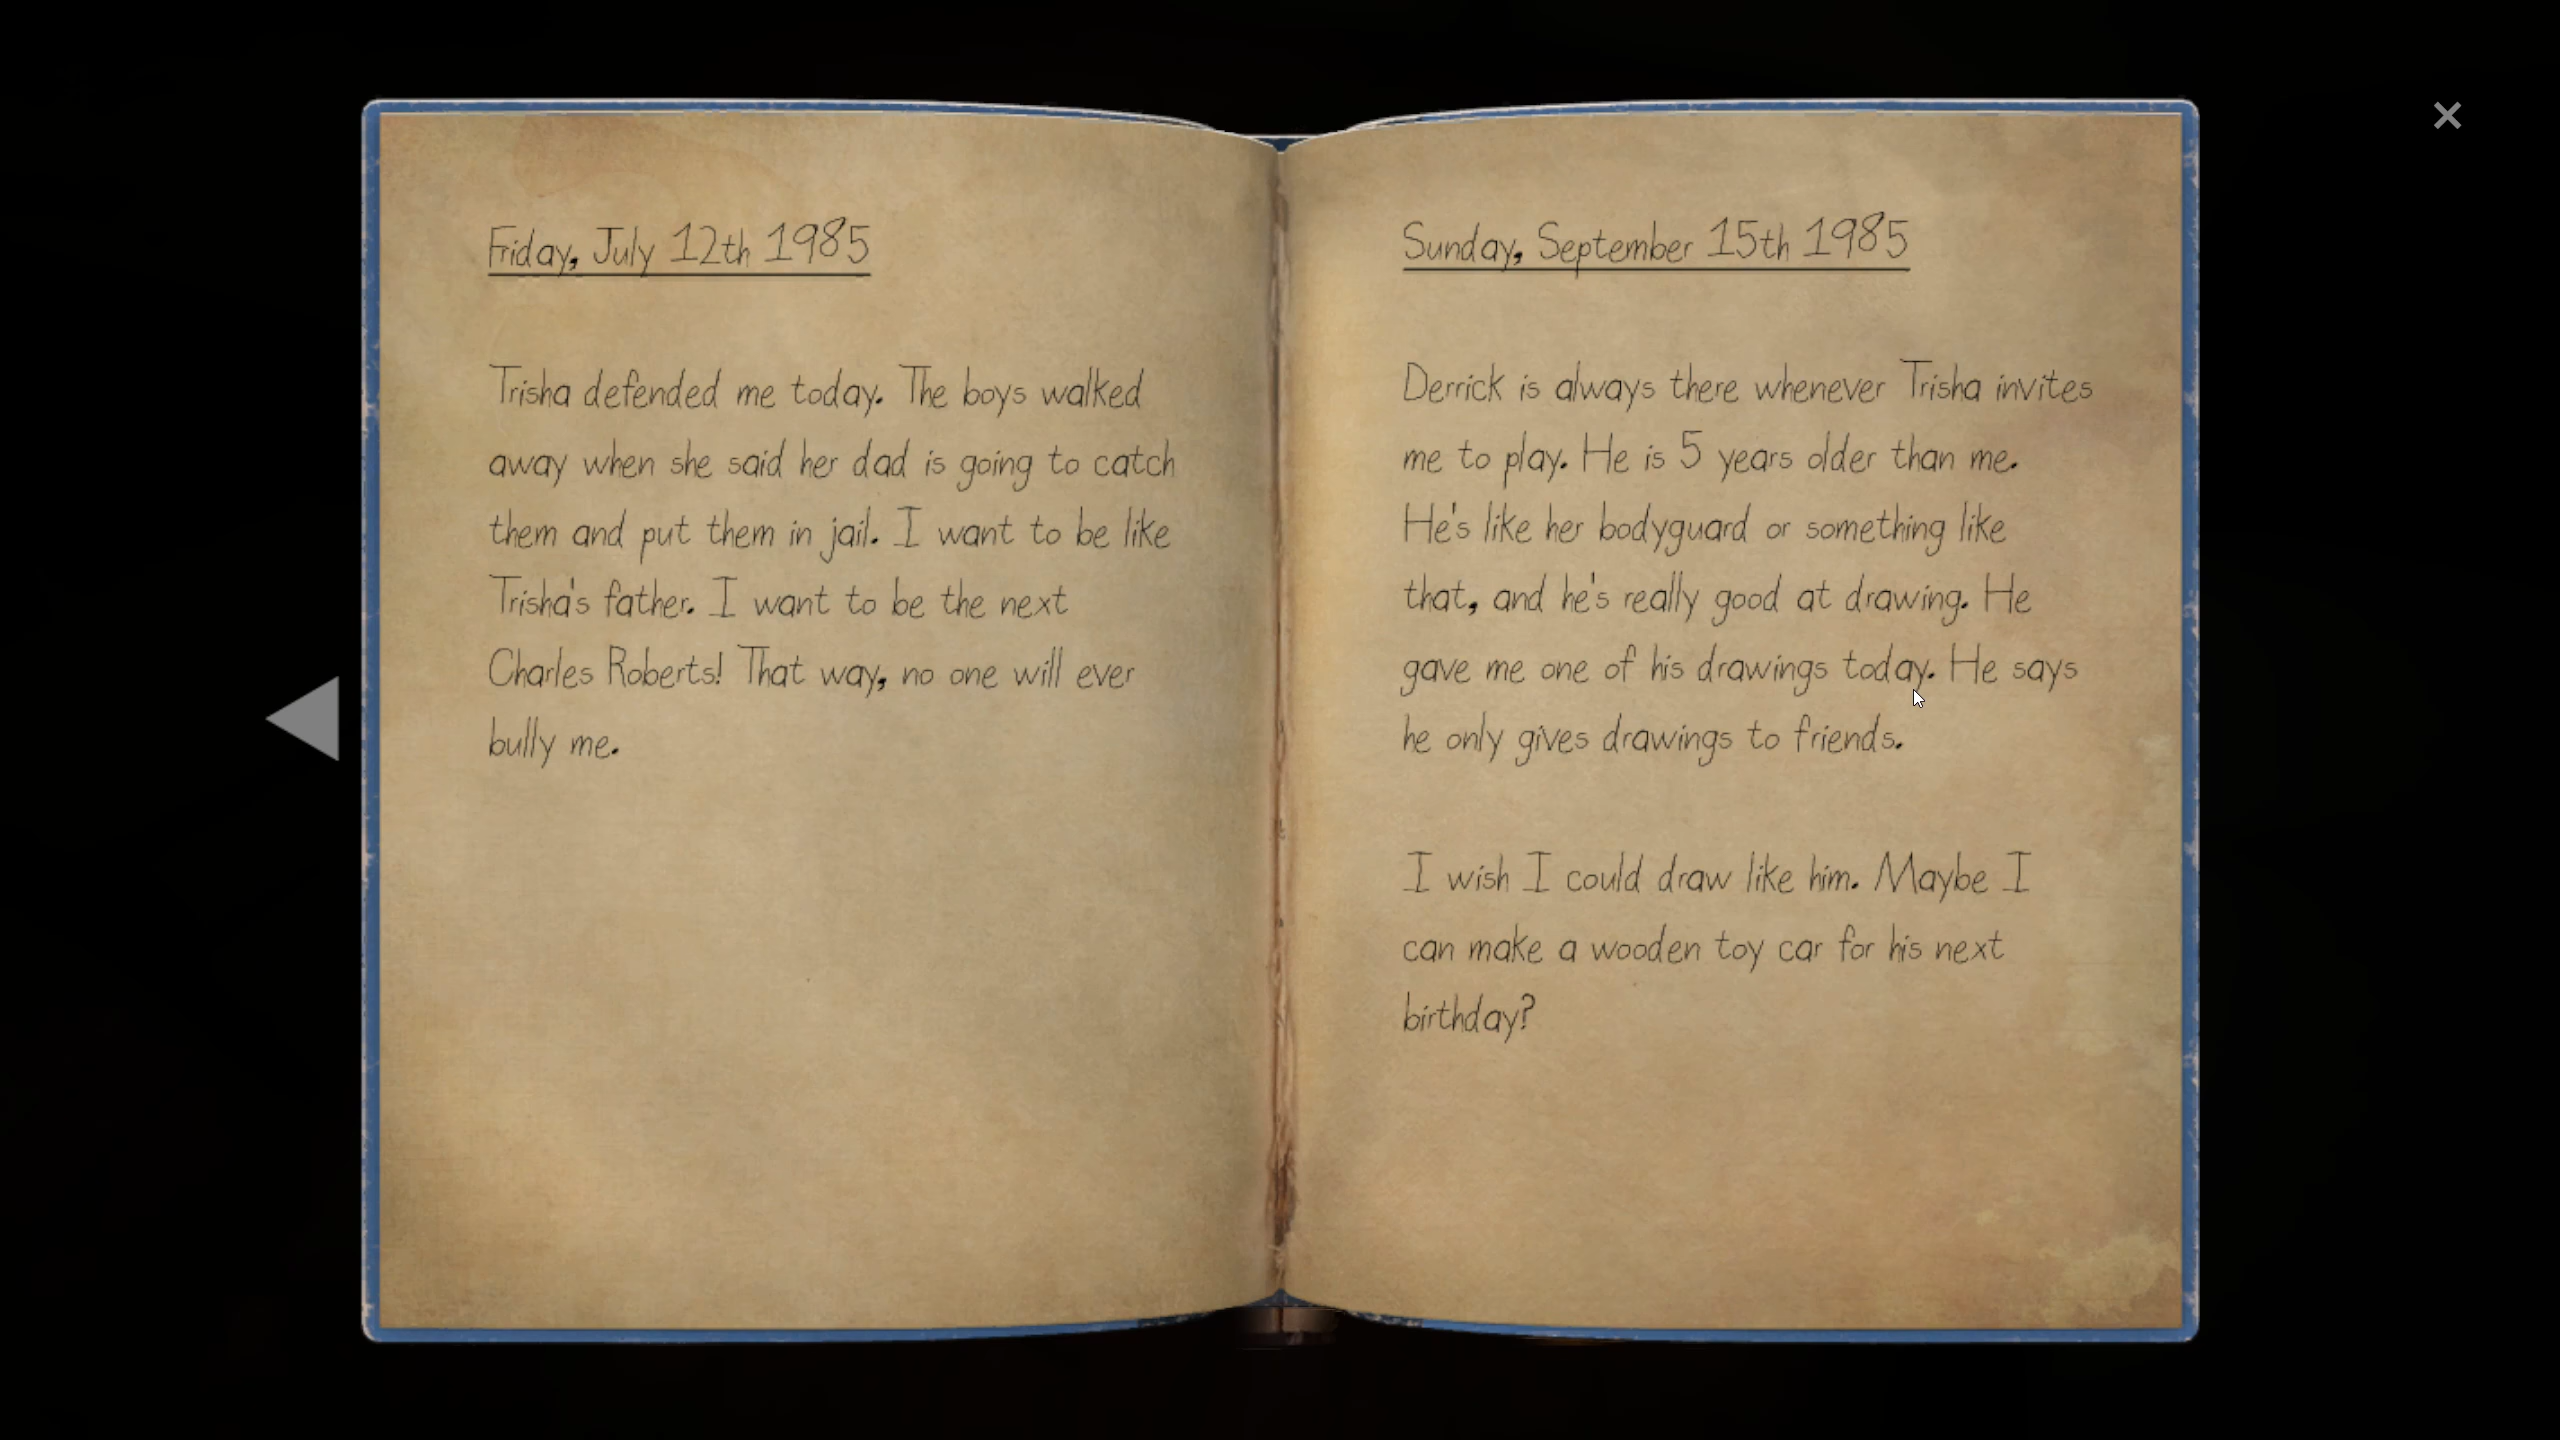 Friday, July 12th 1985
Trisha defended me today. The boys walked
away when she said her dad is going to catch
them and put them in jail. I want to be like
Trisha's father. I want to be the next
Charles Roberts! That way, no one will ever
bully me.
Sunday, September 15th 1985
Derrick is always there whenever Trisha invites
me to play. He is 5 years older than me.
He's like her bodyguard or something like
that, and he's really good at drawing. He
gave me one of his drawings today. He says
he only gives drawings to friends.
I wish I could draw like him. Maybe I
can make a wooden toy car for his next
birthday?